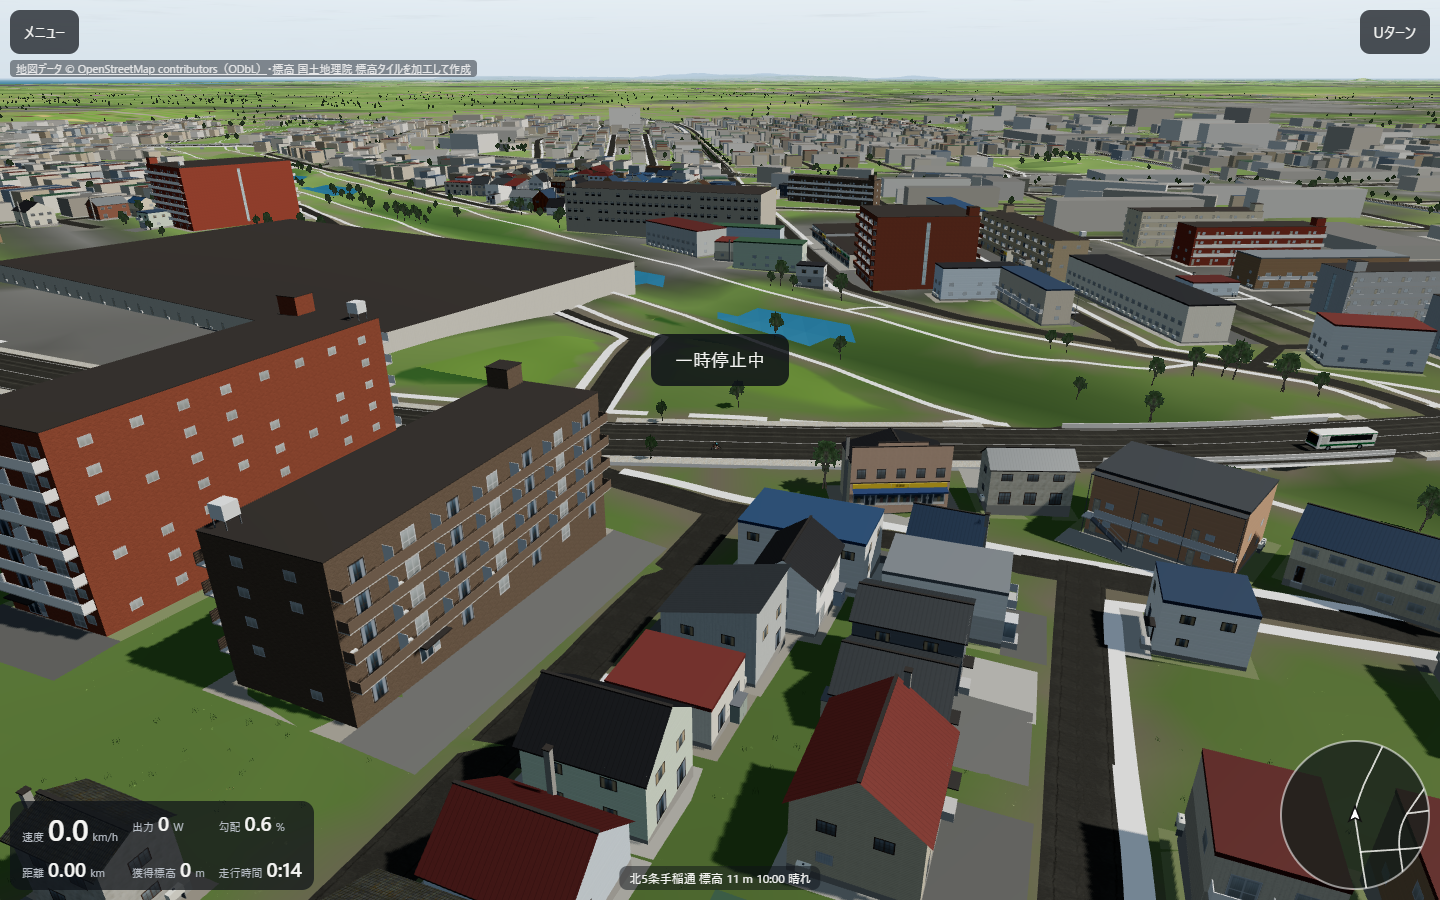 メニュー
Uターン
地図データ © OpenStreetMap contributors（ODbL）・標高 国土地理院 標高タイルを加工して作成
一時停止中
速度 0.0 km/h 出力 0 W 勾配 0.6 %
距離 0.00 km 獲得標高 0 m 走行時間 0:14
北5条手稲通 標高 11 m 10:00 晴れ